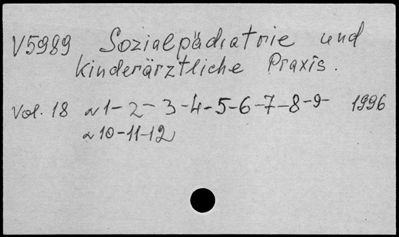 V5989 Sozialpädiatrie und
kinderärztliche Praxis.
Vol. 18 ~1-2-3-4-5-6-7-8-9- 1996
~10-11-12